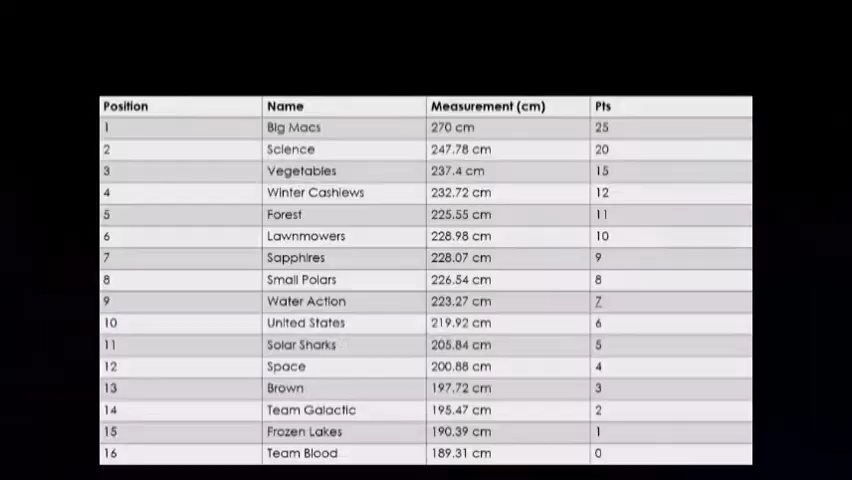 Position Name Measurement (cm) Pts
1 Big Macs 270 cm 25
2 Science 247.78 cm 20
3 Vegetables 237.4 cm 15
4 Winter Cashiews 232.72 cm 12
5 Forest 225.55 cm 11
6 Lawnmowers 228.98 cm 10
7 Sapphires 228.07 cm 9
8 Small Polars 226.54 cm 8
9 Water Action 223.27 cm 7
10 United States 219.92 cm 6
11 Solar Sharks 205.84 cm 5
12 Space 200.88 cm 4
13 Brown 197.72 cm 3
14 Team Galactic 195.47 cm 2
15 Frozen Lakes 190.39 cm 1
16 Team Blood 189.31 cm 0